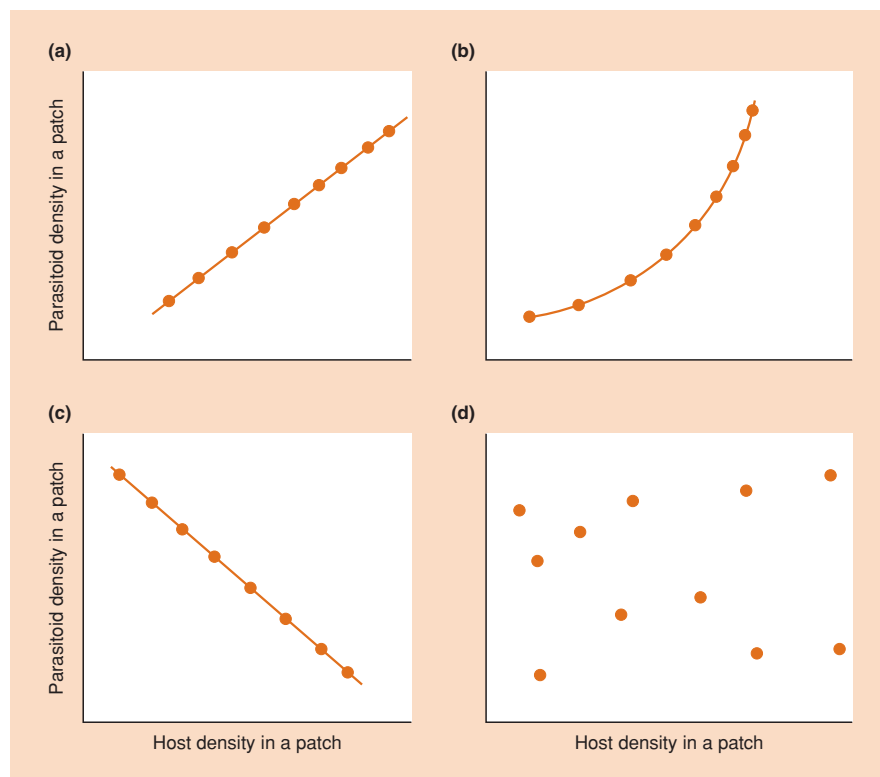 (a)
(b)
Parasitoid density in a patch
(c)
(d)
Parasitoid density in a patch
Host density in a patch
Host density in a patch